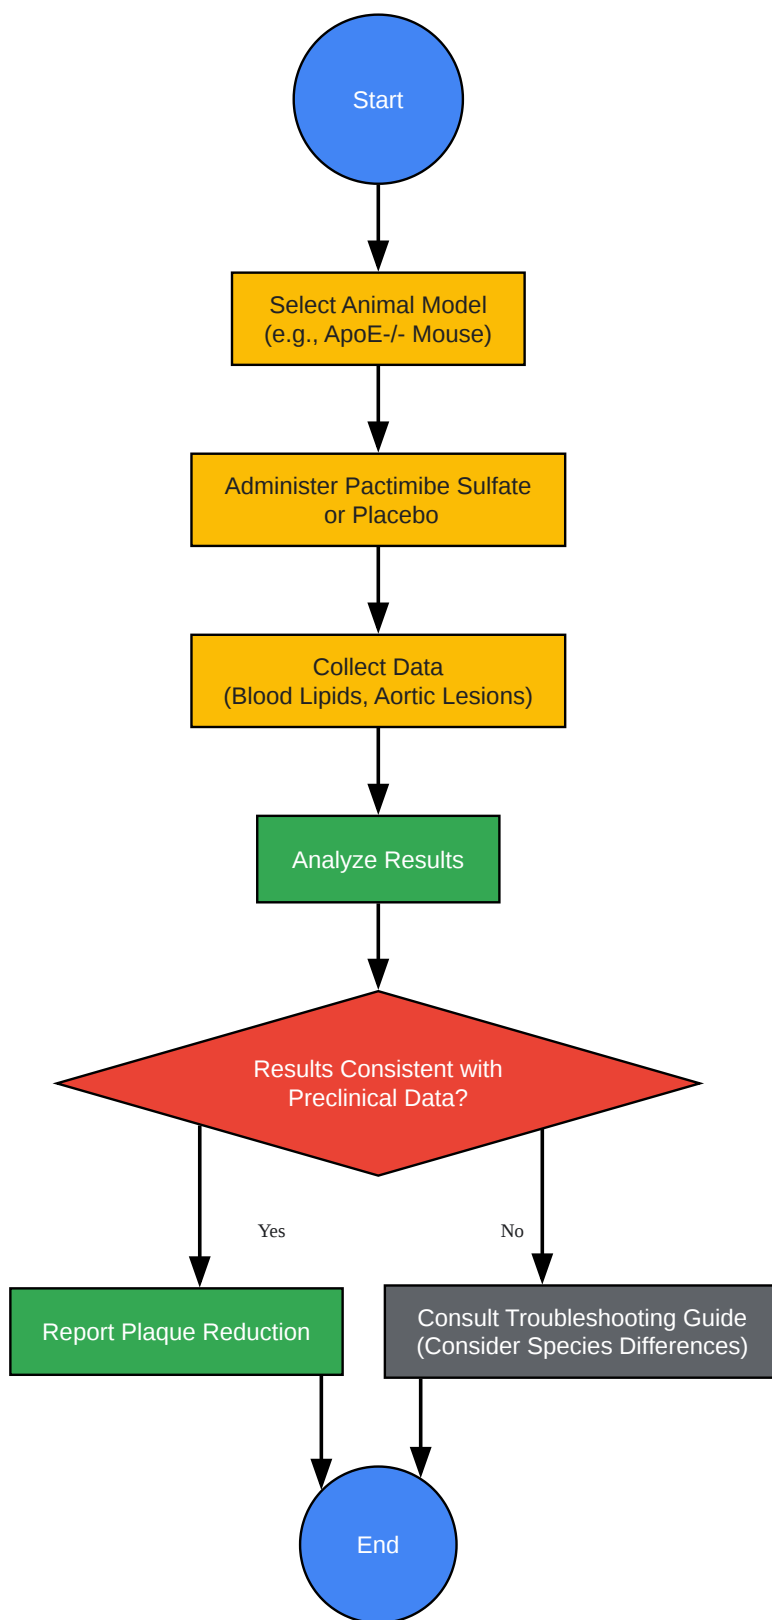 Start
Select Animal Model
(e.g., ApoE-/- Mouse)
Administer Pactimibe Sulfate
or Placebo
Collect Data
(Blood Lipids, Aortic Lesions)
Analyze Results
Results Consistent with
Preclinical Data?
Yes
No
Report Plaque Reduction
Consult Troubleshooting Guide
(Consider Species Differences)
End